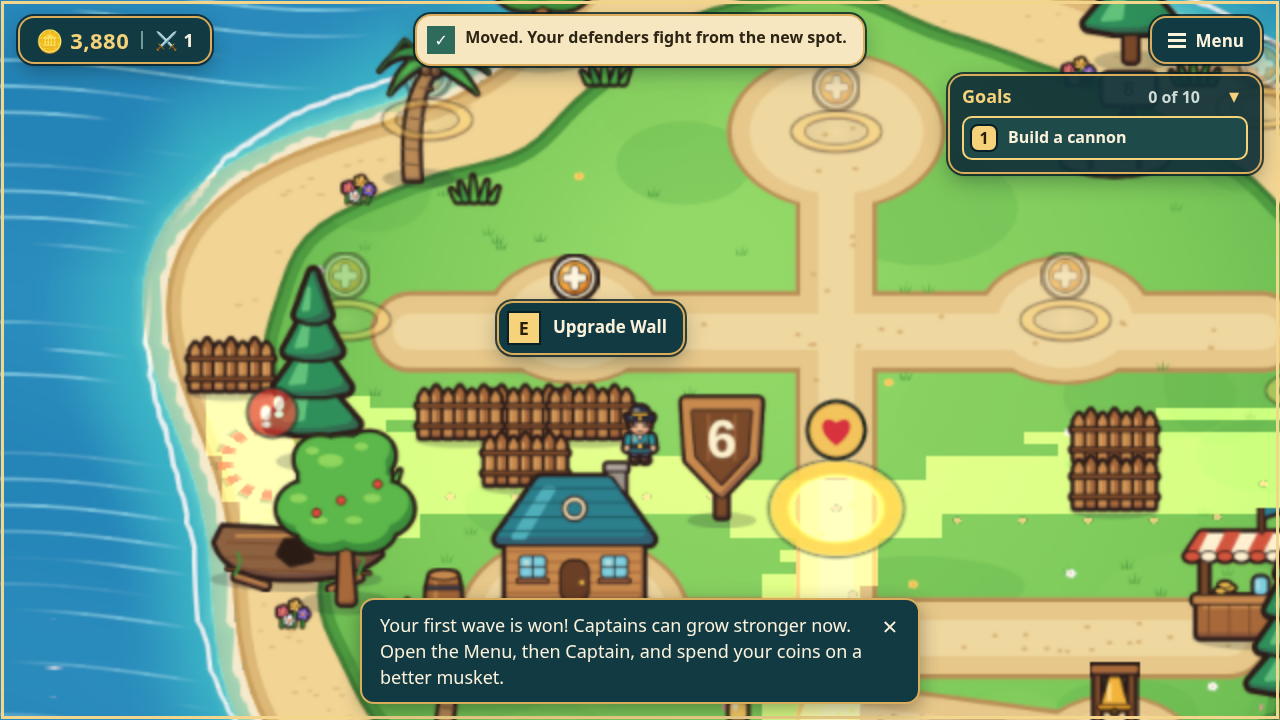 3,880 | 1
✓ Moved. Your defenders fight from the new spot.
Menu
Goals 0 of 10 ▼
1 Build a cannon
E Upgrade Wall
6
Your first wave is won! Captains can grow stronger now.
Open the Menu, then Captain, and spend your coins on a
better musket.